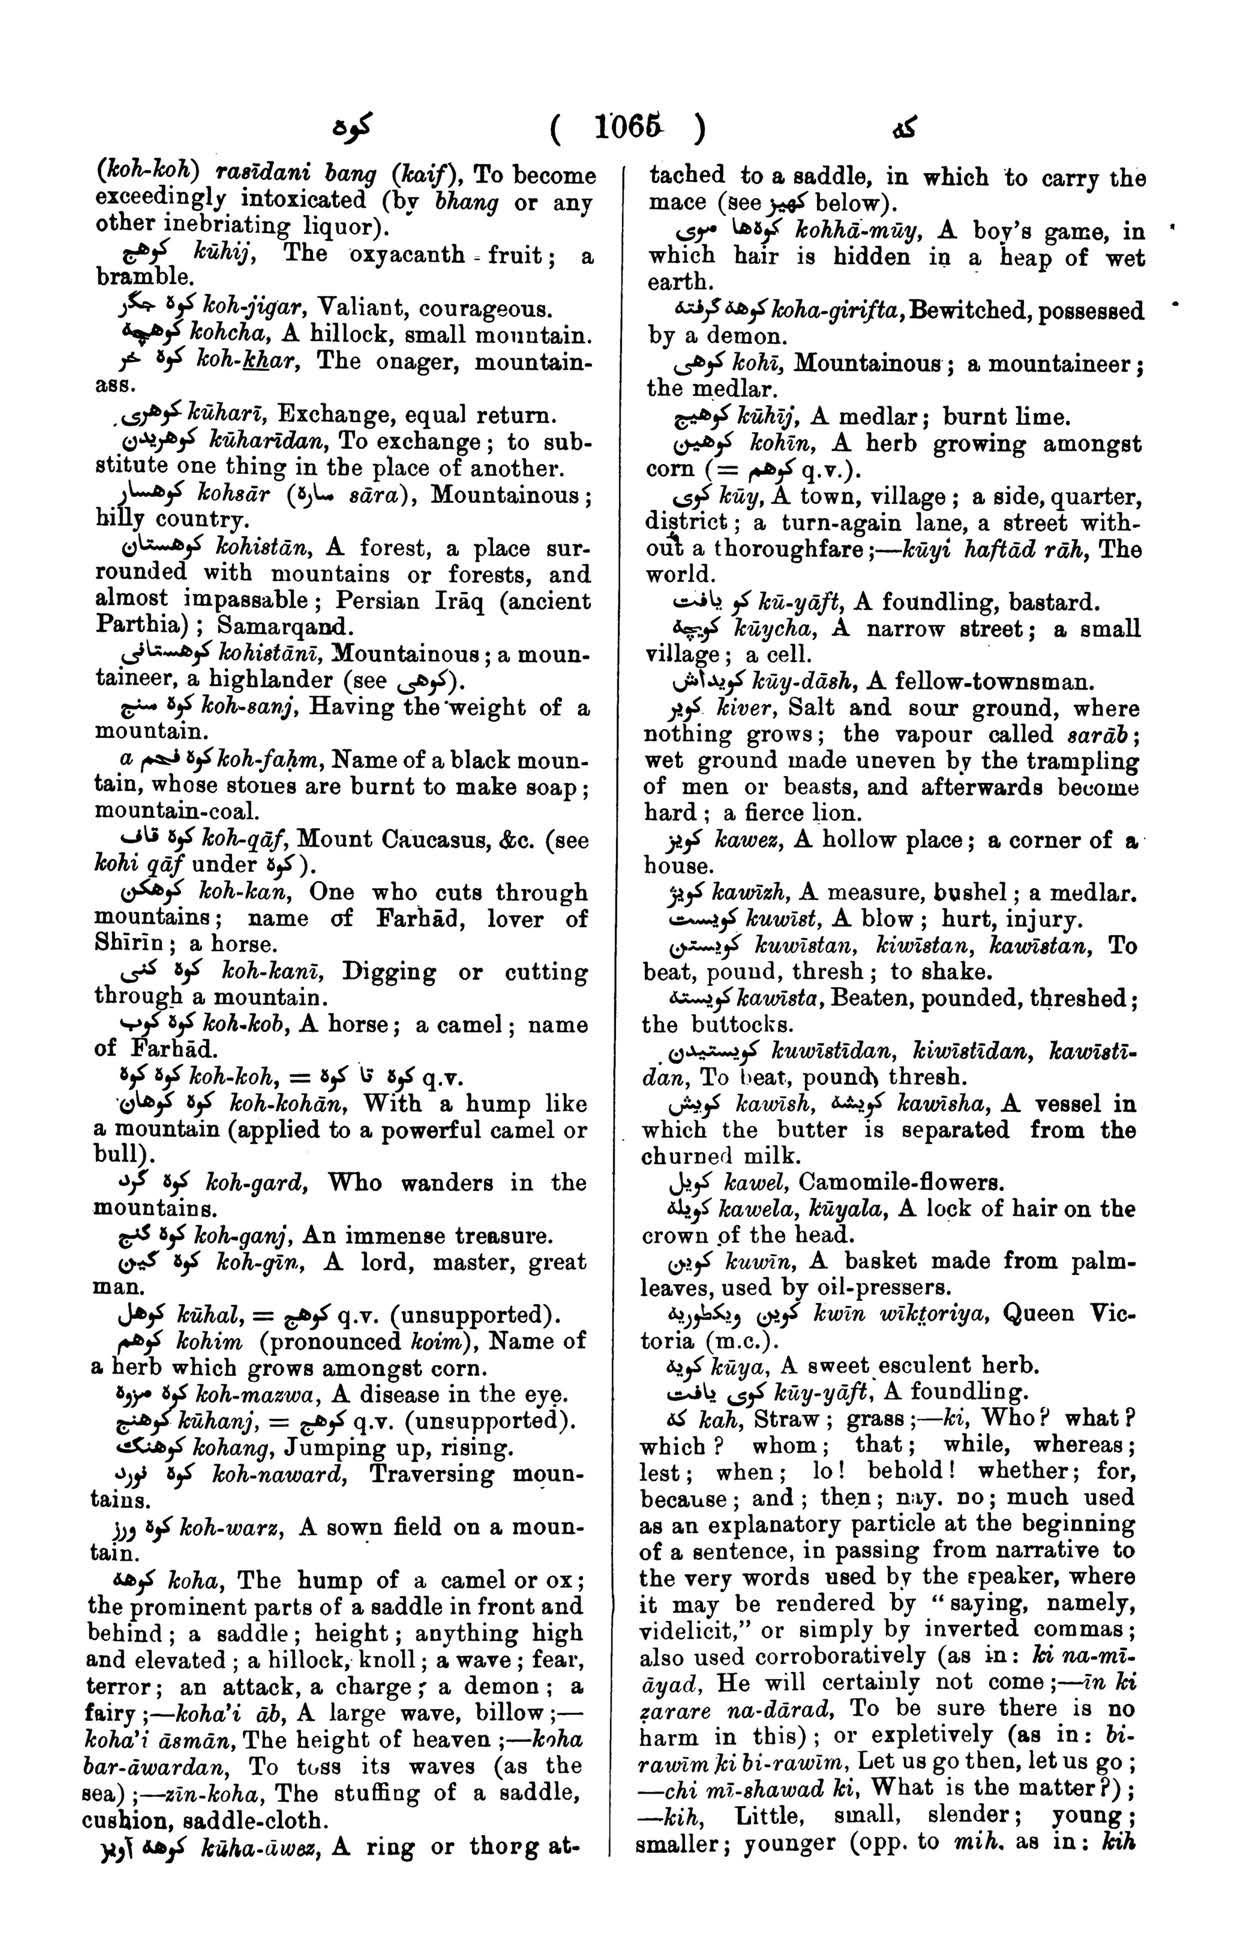 کوه ( 1065 ) که
(koh-koh) rasīdani bang (kaif), To become
exceedingly intoxicated (by bhang or any
other inebriating liquor).
کوهج kūhij, The oxyacanth fruit; a
bramble.
کوه جگر koh-jigar, Valiant, courageous.
کوهچه kohcha, A hillock, small mountain.
کوه خر koh-khar, The onager, mountain-
ass.
کوهری kūharī, Exchange, equal return.
کوهریدن kūharīdan, To exchange; to sub-
stitute one thing in the place of another.
کوهسار kohsār (ساره sāra), Mountainous;
hilly country.
کوهستان kohistān, A forest, a place sur-
rounded with mountains or forests, and
almost impassable; Persian Irāq (ancient
Parthia); Samarqand.
کوهستانی kohistānī, Mountainous; a moun-
taineer, a highlander (see کوهی).
کوه سنج koh-sanj, Having the weight of a
mountain.
a کوه فحم koh-faḥm, Name of a black moun-
tain, whose stones are burnt to make soap;
mountain-coal.
کوه قاف koh-qāf, Mount Caucasus, &c. (see
kohi qāf under کوه).
کوهکن koh-kan, One who cuts through
mountains; name of Farhād, lover of
Shīrīn; a horse.
کوه کنی koh-kanī, Digging or cutting
through a mountain.
کوه کوب koh-kob, A horse; a camel; name
of Farhād.
کوه کوه koh-koh, = کوه تا کوه q.v.
کوه کوهان koh-kohān, With a hump like
a mountain (applied to a powerful camel or
bull).
کوه گرد koh-gard, Who wanders in the
mountains.
کوه گنج koh-ganj, An immense treasure.
کوه گین koh-gīn, A lord, master, great
man.
کوهل kūhal, = کوهج q.v. (unsupported).
کوهم kohim (pronounced koim), Name of
a herb which grows amongst corn.
کوه مزوه koh-mazwa, A disease in the eye.
کوهنج kūhanj, = کوهج q.v. (unsupported).
کوهنگ kohang, Jumping up, rising.
کوه نورد koh-naward, Traversing moun-
tains.
کوه ورز koh-warz, A sown field on a moun-
tain.
کوهه koha, The hump of a camel or ox;
the prominent parts of a saddle in front and
behind; a saddle; height; anything high
and elevated; a hillock, knoll; a wave; fear,
terror; an attack, a charge; a demon; a
fairy;—koha'i āb, A large wave, billow;—
koha'i āsmān, The height of heaven;—koha
bar-āwardan, To toss its waves (as the
sea);—zīn-koha, The stuffing of a saddle,
cushion, saddle-cloth.
کوهه آویز kūha-āwez, A ring or thong at-
tached to a saddle, in which to carry the
mace (see کهیز below).
کوه‌ها موی kohhā-mūy, A boy's game, in
which hair is hidden in a heap of wet
earth.
کوهه گرفته koha-girifta, Bewitched, possessed
by a demon.
کوهی kohī, Mountainous; a mountaineer;
the medlar.
کوهیج kūhīj, A medlar; burnt lime.
کوهین kohīn, A herb growing amongst
corn (= کوهم q.v.).
کوی kūy, A town, village; a side, quarter,
district; a turn-again lane, a street with-
out a thoroughfare;—kūyi haftād rāh, The
world.
کو یافت kū-yāft, A foundling, bastard.
کویچه kūycha, A narrow street; a small
village; a cell.
کویداش kūy-dāsh, A fellow-townsman.
کویر kiver, Salt and sour ground, where
nothing grows; the vapour called sarāb;
wet ground made uneven by the trampling
of men or beasts, and afterwards become
hard; a fierce lion.
کویز kawez, A hollow place; a corner of a
house.
کویژ kawīzh, A measure, bushel; a medlar.
کویست kuwīst, A blow; hurt, injury.
کویستن kuwīstan, kiwīstan, kawīstan, To
beat, pound, thresh; to shake.
کویسته kawīsta, Beaten, pounded, threshed;
the buttocks.
کویستیدن kuwīstīdan, kiwīstīdan, kawīstī-
dan, To beat, pound, thresh.
کویش kawīsh, کویشه kawīsha, A vessel in
which the butter is separated from the
churned milk.
کویل kawel, Camomile-flowers.
کویله kawela, kūyala, A lock of hair on the
crown of the head.
کوین kuwīn, A basket made from palm-
leaves, used by oil-pressers.
کوین ویکطوریه kwīn wīkt̤oriya, Queen Vic-
toria (m.c.).
کویه kūya, A sweet esculent herb.
کوی یافت kūy-yāft, A foundling.
که kah, Straw; grass;—ki, Who? what?
which? whom; that; while, whereas;
lest; when; lo! behold! whether; for,
because; and; then; nay, no; much used
as an explanatory particle at the beginning
of a sentence, in passing from narrative to
the very words used by the speaker, where
it may be rendered by "saying, namely,
videlicit," or simply by inverted commas;
also used corroboratively (as in: ki na-mī-
āyad, He will certainly not come;—īn ki
ẓarare na-dārad, To be sure there is no
harm in this); or expletively (as in: bi-
rawīm ki bi-rawīm, Let us go then, let us go;
—chi mī-shawad ki, What is the matter?);
—kih, Little, small, slender; young;
smaller; younger (opp. to mih, as in: kih